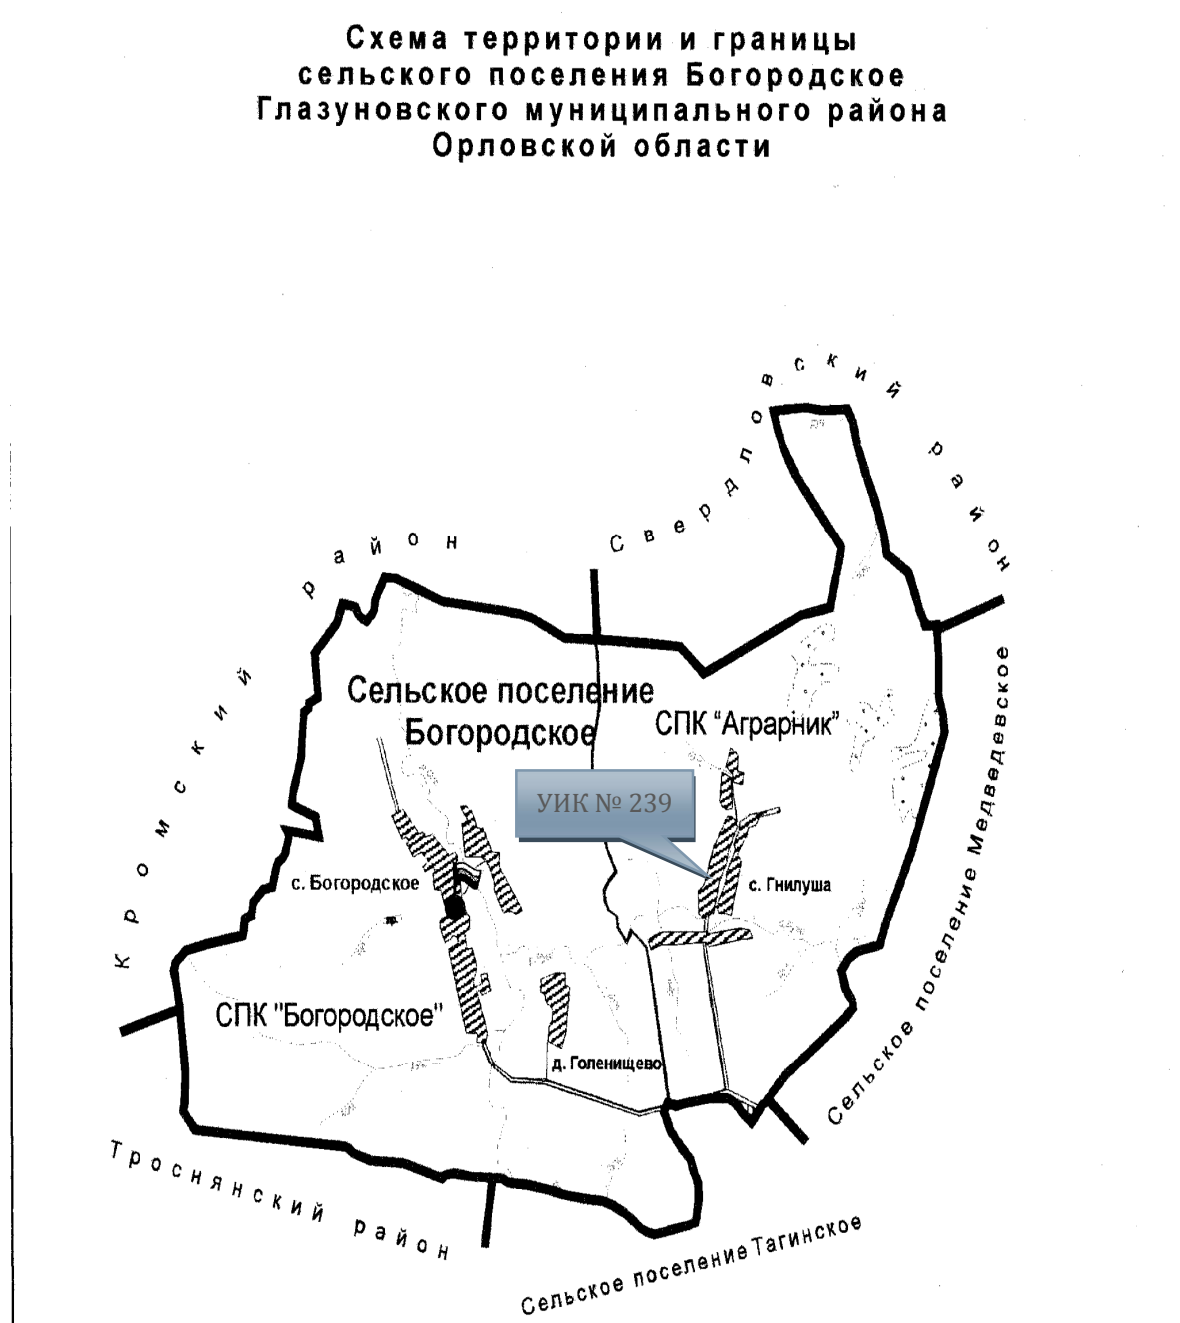 Схема территории и границы
сельского поселения Богородское
Глазуновского муниципального района
Орловской области
Свердловский район
Кромский район
Сельское поселение
Богородское
СПК "Аграрник"
УИК № 239
с. Богородское
с. Гнилуша
Сельское поселение Медведевское
СПК "Богородское"
д. Голенищево
Троснянский район
Сельское поселение Тагинское